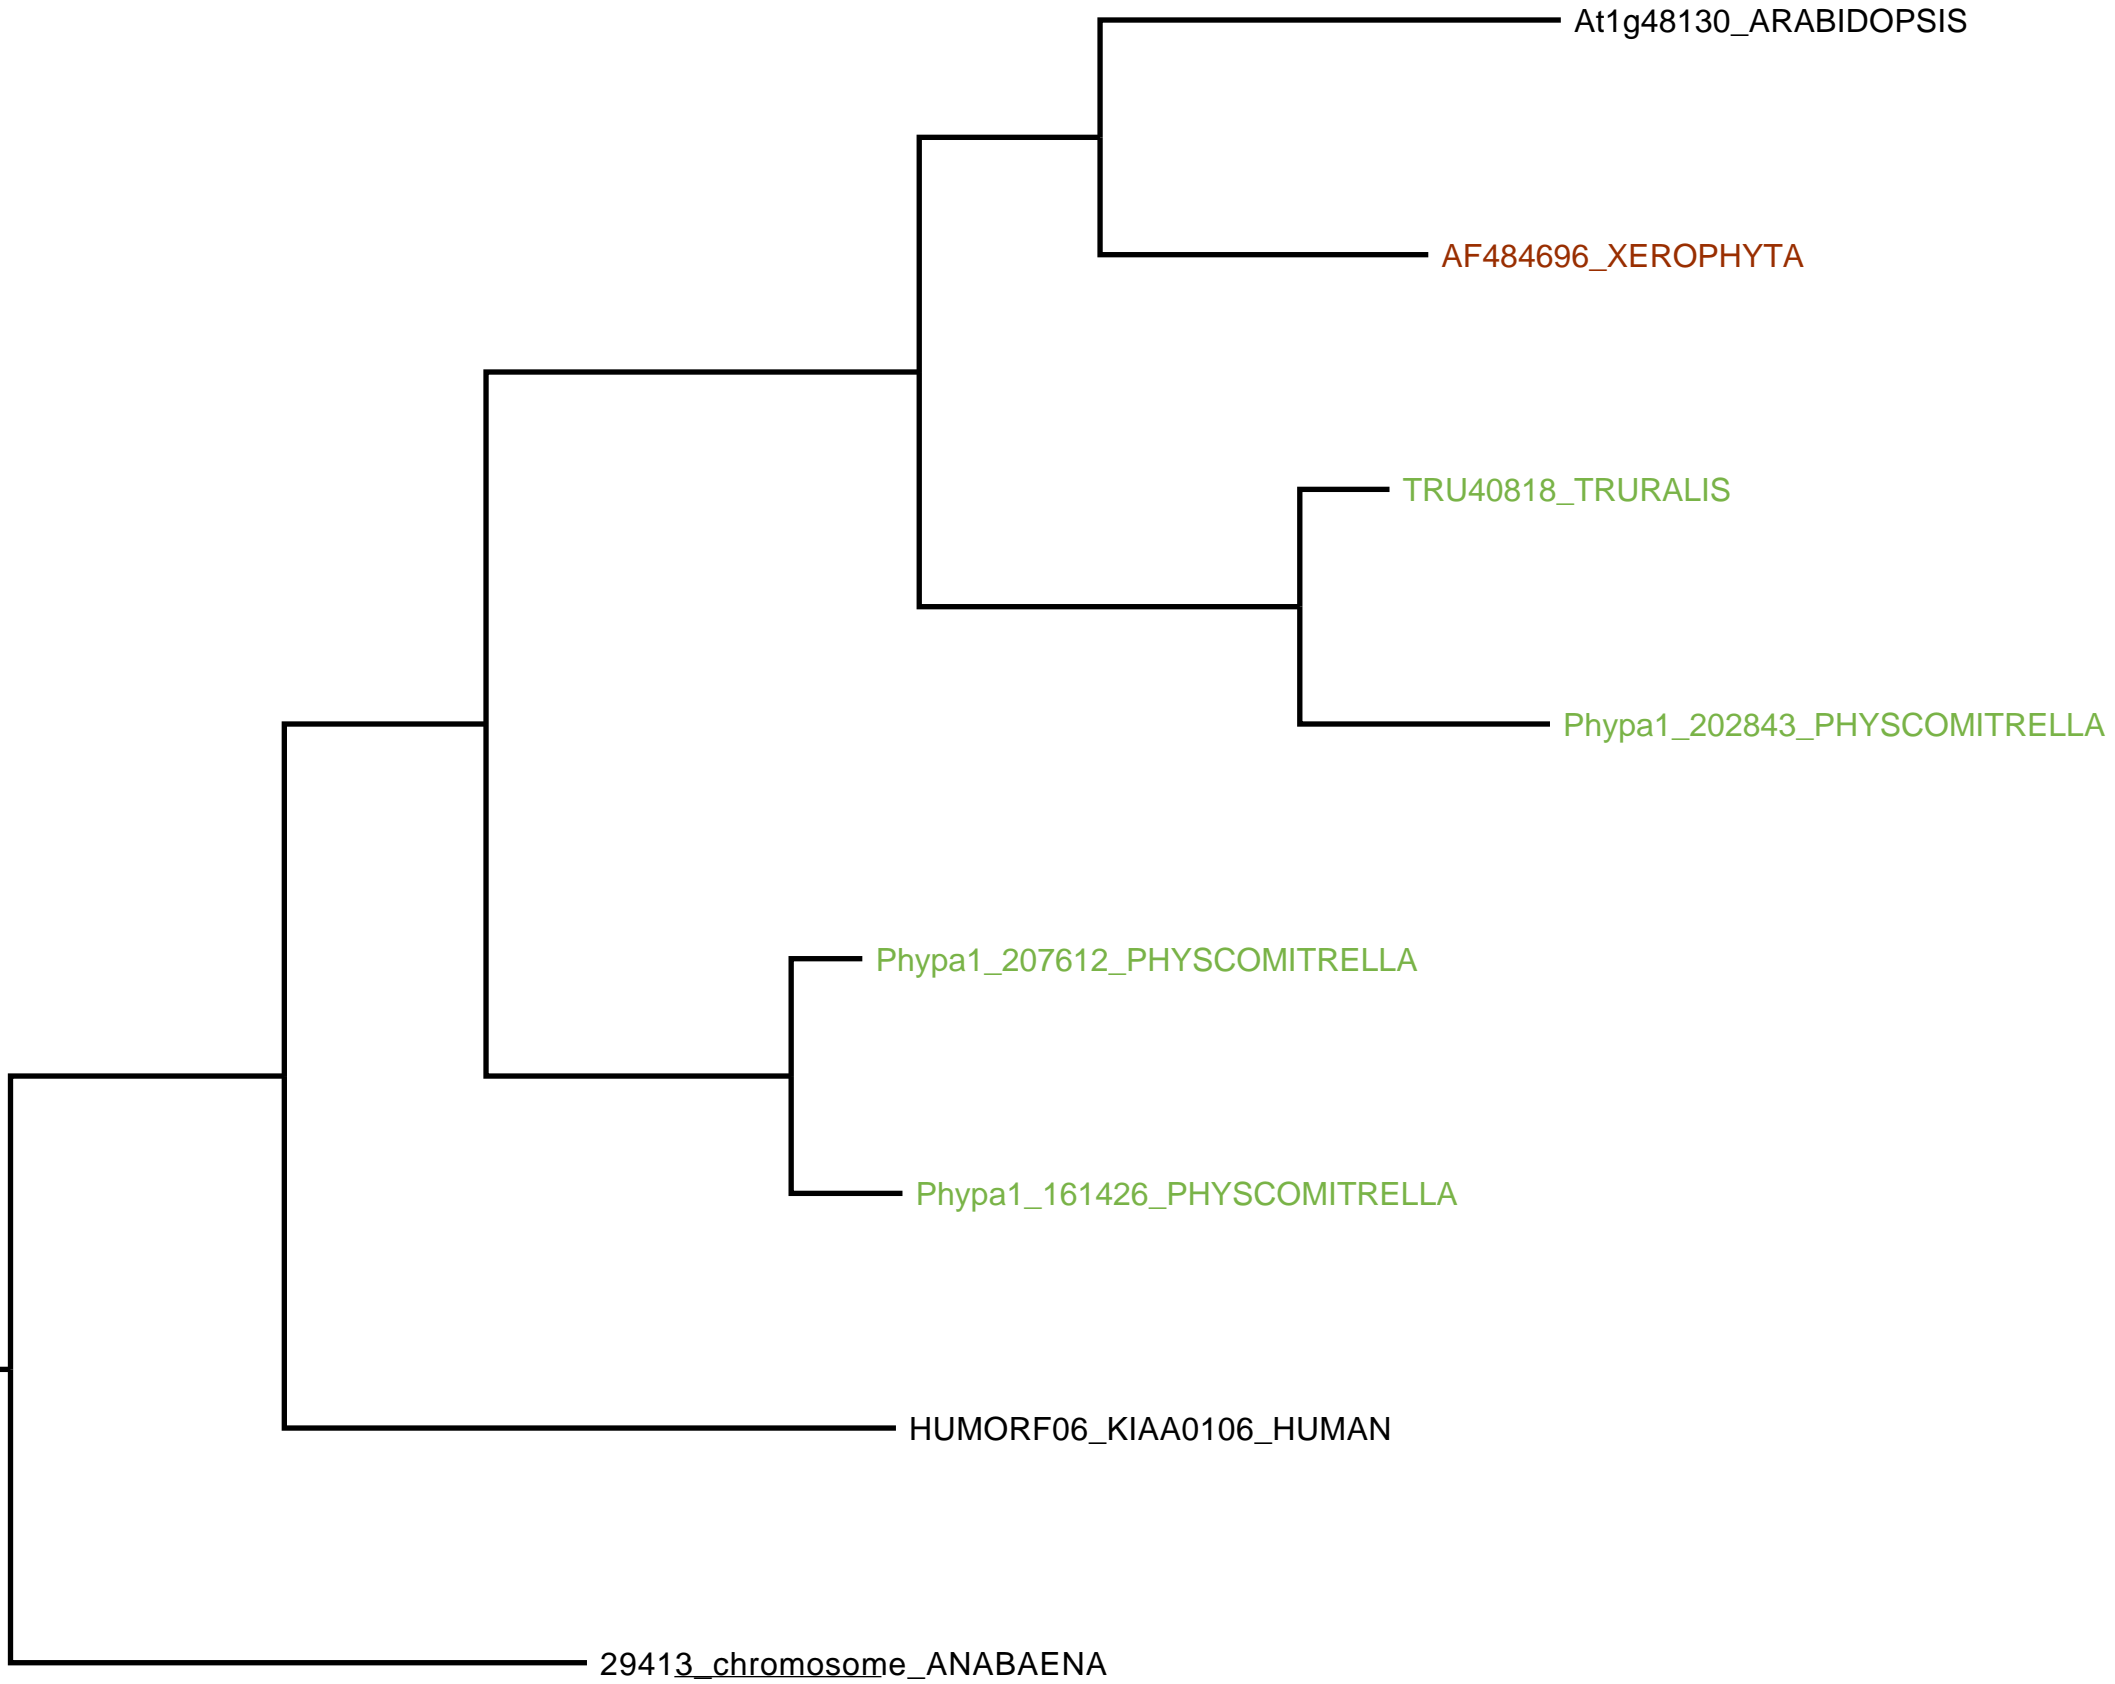 At1g48130_ARABIDOPSIS
AF484696_XEROPHYTA
TRU40818_TRURALIS
Phypa1_202843_PHYSCOMITRELLA
Phypa1_207612_PHYSCOMITRELLA
Phypa1_161426_PHYSCOMITRELLA
HUMORF06_KIAA0106_HUMAN
29413_chromosome_ANABAENA